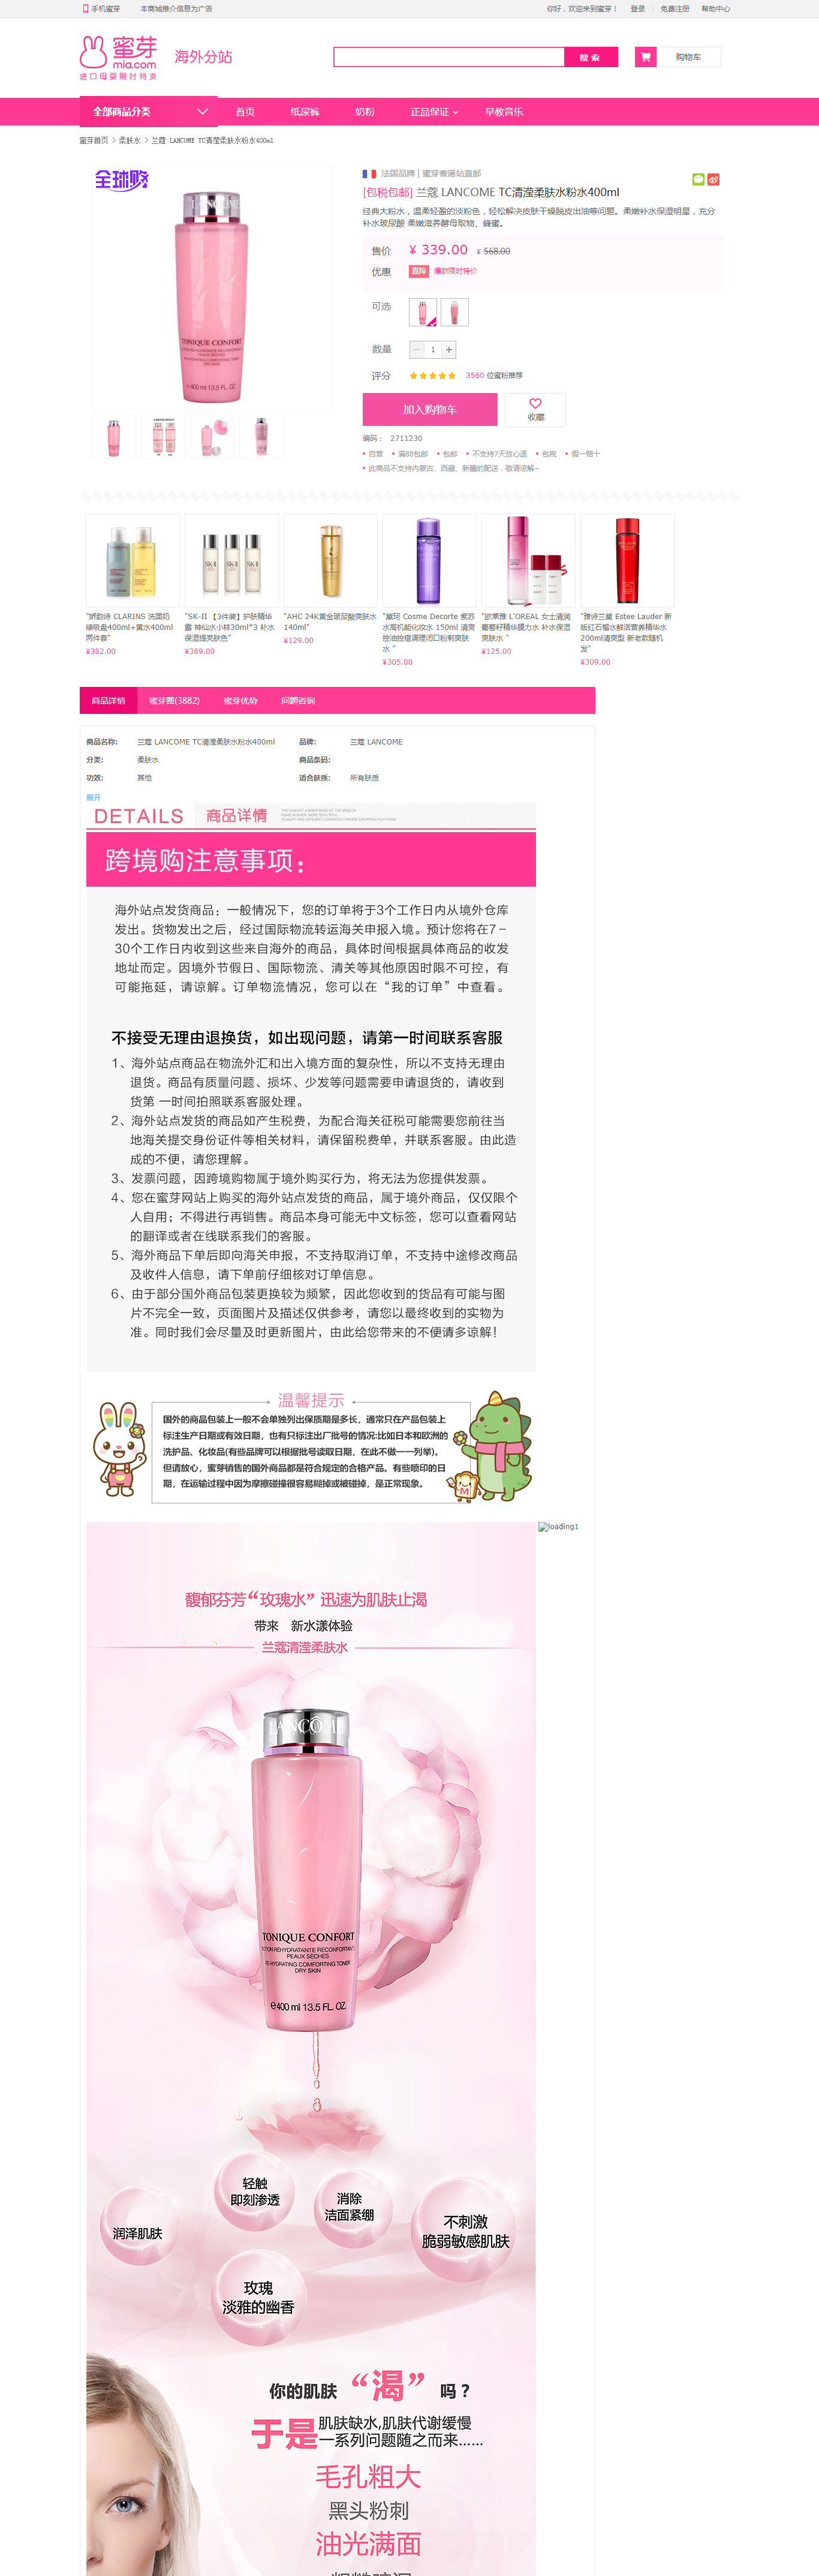 手机蜜芽
本商城推介信息为广告
你好，欢迎来到蜜芽！
登录
免费注册
帮助中心
蜜芽
mia.com
进口母婴限时特卖
海外分站
搜 索
购物车
全部商品分类
首页
纸尿裤
奶粉
正品保证
早教音乐
蜜芽首页 > 柔肤水 > 兰蔻 LANCOME TC清滢柔肤水粉水400ml
全球购
LANCOME
TONIQUE CONFORT
e 400 ml 13.5 FL. OZ
法国品牌 | 蜜芽香港站直邮
[包税包邮] 兰蔻 LANCOME TC清滢柔肤水粉水400ml
经典大粉水，温柔轻盈的淡粉色，轻松解决皮肤干燥脱皮出油等问题。柔嫩补水保湿明星，充分
补水玻尿酸 柔嫩滋养酵母取物、蜂蜜。
售价
¥ 339.00
¥ 568.00
优惠
直降
爆款限时特价
可选
数量
1
评分
3560 位蜜粉推荐
加入购物车
收藏
编码： 2711230
自营
满88包邮
包邮
不支持7天放心退
包税
假一赔十
此商品不支持内蒙古、西藏、新疆的配送，敬请谅解~
"娇韵诗 CLARINS 洗面奶
绿吸盘400ml+黄水400ml
两件套"
¥382.00
"SK-II 【3件装】护肤精华
露 神仙水小样30ml*3 补水
保湿提亮肤色"
¥389.00
"AHC 24K黄金玻尿酸爽肤水
140ml"
¥129.00
"黛珂 Cosme Decorte 紫苏
水高机能化妆水 150ml 清爽
控油控痘调理闭口粉刺爽肤
水 "
¥305.00
"欧莱雅 L'OREAL 女士清润
葡萄籽精华膜力水 补水保湿
爽肤水 "
¥125.00
"雅诗兰黛 Estee Lauder 新
版红石榴水鲜活营养精华水
200ml清爽型 新老款随机
发"
¥309.00
商品详情
蜜芽圈(3882)
蜜芽优势
问题咨询
商品名称:
兰蔻 LANCOME TC清滢柔肤水粉水400ml
品牌:
兰蔻 LANCOME
分类:
柔肤水
商品条码:
功效:
其他
适合肤质:
所有肤质
展开
DETAILS
商品详情
跨境购注意事项：
海外站点发货商品：一般情况下，您的订单将于3个工作日内从境外仓库
发出。货物发出之后，经过国际物流转运海关申报入境。预计您将在7－
30个工作日内收到这些来自海外的商品，具体时间根据具体商品的收发
地址而定。因境外节假日、国际物流、清关等其他原因时限不可控，有
可能拖延，请谅解。订单物流情况，您可以在“我的订单”中查看。
不接受无理由退换货，如出现问题，请第一时间联系客服
1、海外站点商品在物流外汇和出入境方面的复杂性，所以不支持无理由
退货。商品有质量问题、损坏、少发等问题需要申请退货的，请收到
货第 一时间拍照联系客服处理。
2、海外站点发货的商品如产生税费，为配合海关征税可能需要您前往当
地海关提交身份证件等相关材料，请保留税费单，并联系客服。由此造
成的不便，请您理解。
3、发票问题，因跨境购物属于境外购买行为，将无法为您提供发票。
4、您在蜜芽网站上购买的海外站点发货的商品，属于境外商品，仅仅限个
人自用；不得进行再销售。商品本身可能无中文标签，您可以查看网站
的翻译或者在线联系我们的客服。
5、海外商品下单后即向海关申报，不支持取消订单，不支持中途修改商品
及收件人信息，请下单前仔细核对订单信息。
6、由于部分国外商品包装更换较为频繁，因此您收到的货品有可能与图
片不完全一致，页面图片及描述仅供参考，请您以最终收到的实物为
准。同时我们会尽量及时更新图片，由此给您带来的不便请多谅解！
温馨提示
国外的商品包装上一般不会单独列出保质期是多长，通常只在产品包装上
标注生产日期或有效日期，也有只标注出厂批号的情况:比如日本和欧洲的
洗护品、化妆品(有些品牌可以根据批号读取日期，在此不做一一列举)。
但请放心，蜜芽销售的国外商品都是符合规定的合格产品。有些喷印的日
期，在运输过程中因为摩擦碰撞很容易糊掉或被碰掉，是正常现象。
loading1
馥郁芬芳“玫瑰水” 迅速为肌肤止渴
带来 新水漾体验
兰蔻清滢柔肤水
LANCÔME
TONIQUE CONFORT
LOTION RÉHYDRATANTE RÉCONFORTANTE
PEAUX SÈCHES
RE-HYDRATING COMFORTING TONER
DRY SKIN
e 400 ml 13.5 FL. OZ
轻触
即刻渗透
消除
洁面紧绷
润泽肌肤
不刺激
脆弱敏感肌肤
玫瑰
淡雅的幽香
你的肌肤“渴”吗？
于是 肌肤缺水,肌肤代谢缓慢
一系列问题随之而来……
毛孔粗大
黑头粉刺
油光满面